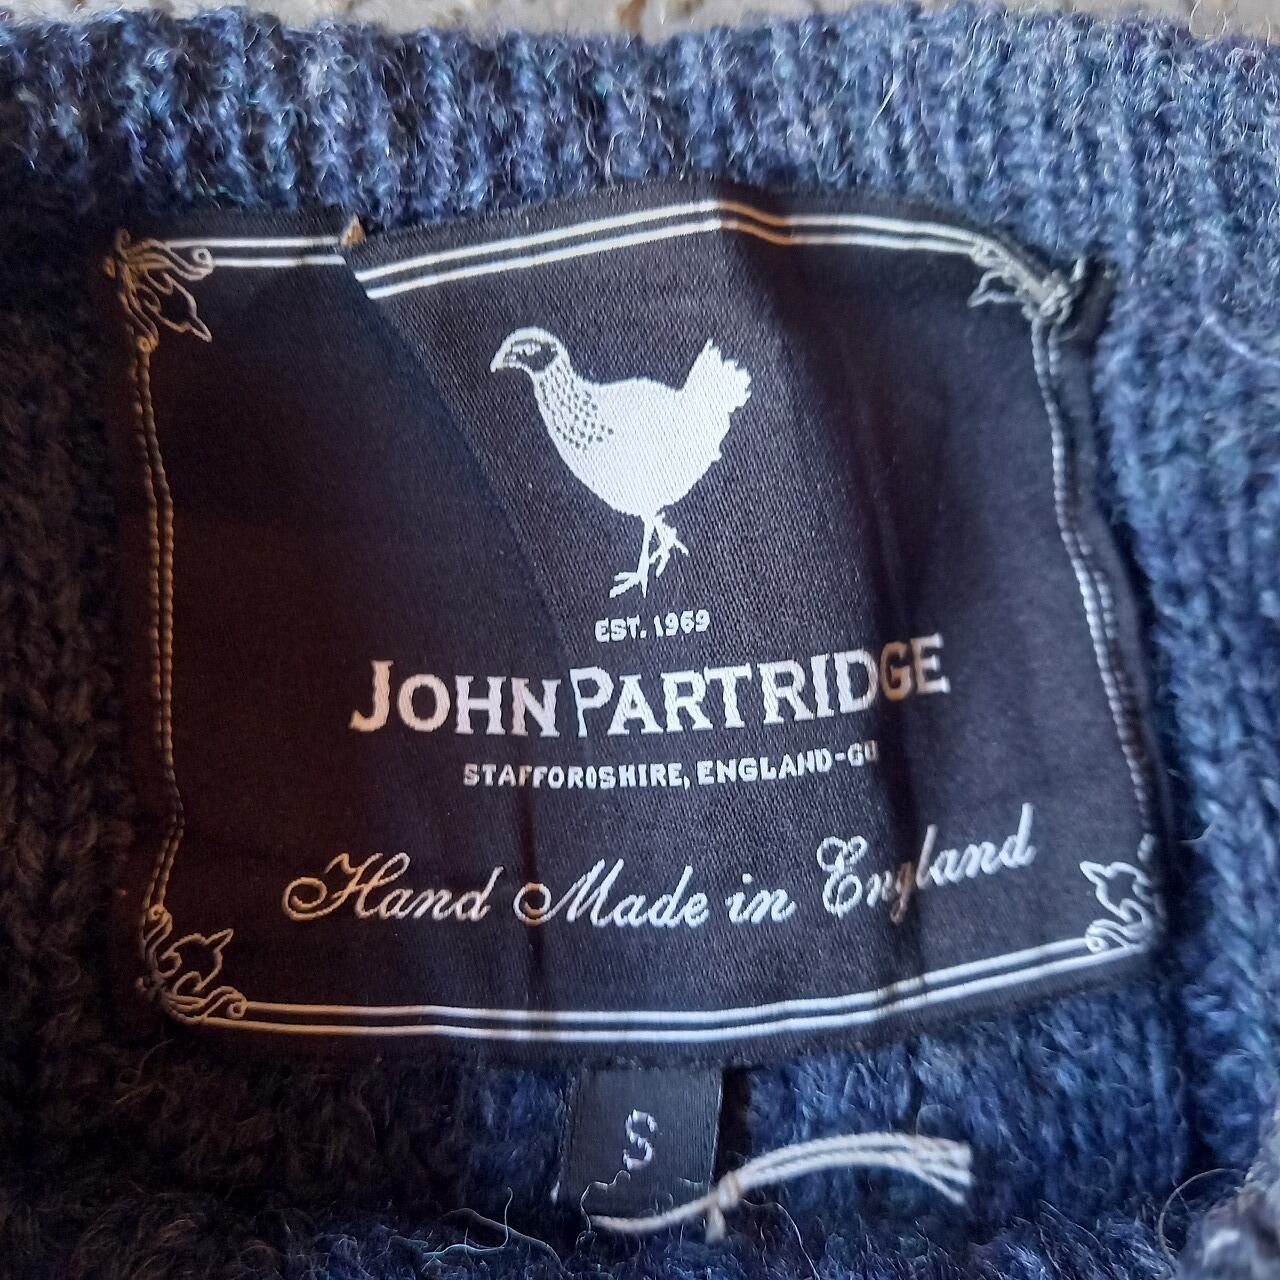 EST. 1969
JOHN PARTRIDGE
STAFFORDSHIRE, ENGLAND-GB
Hand Made in England
S